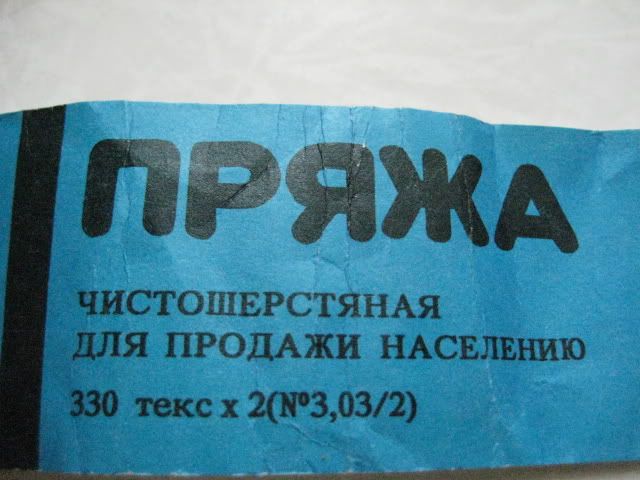 ПРЯЖА
ЧИСТОШЕРСТЯНАЯ
ДЛЯ ПРОДАЖИ НАСЕЛЕНИЮ
330 текс х 2(№3,03/2)